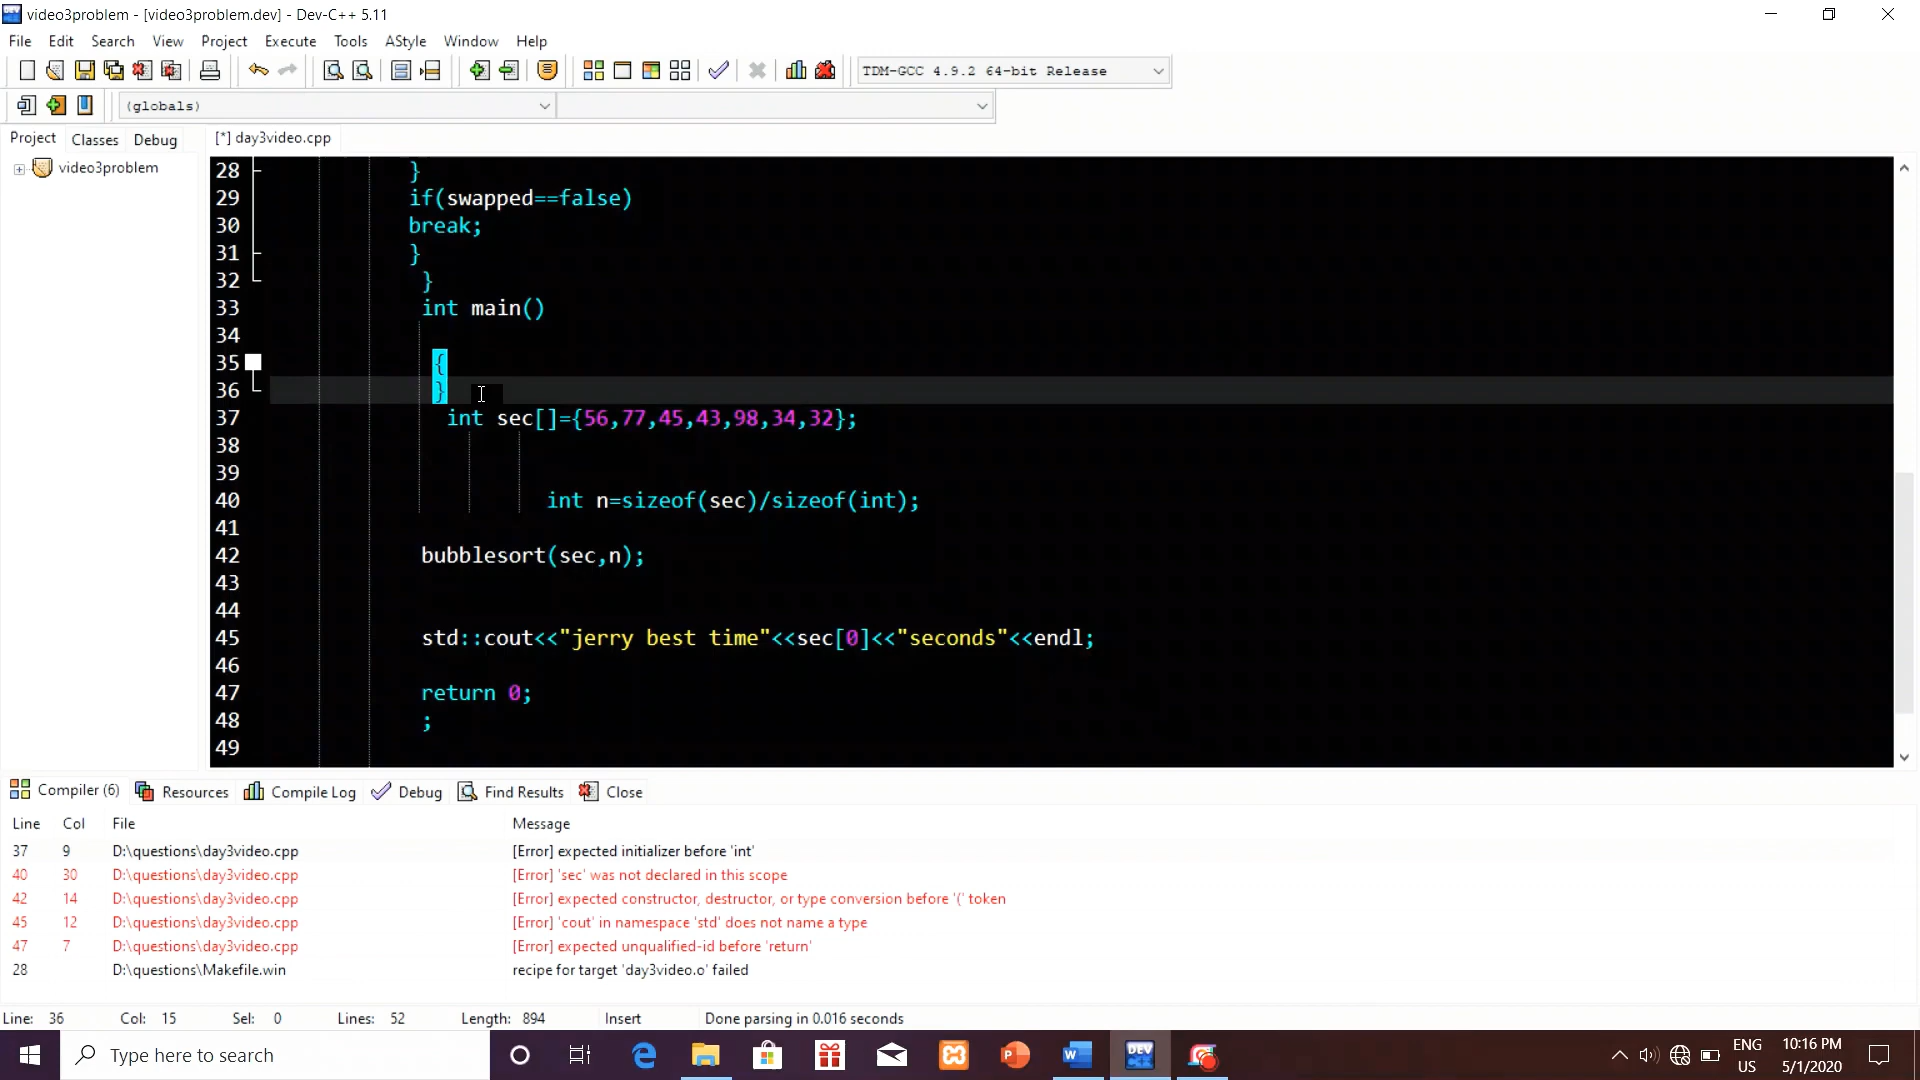 video3problem - [video3problem.dev] - Dev-C++ 5.11
File Edit Search View Project Execute Tools AStyle Window Help
TDM-GCC 4.9.2 64-bit Release
(globals)
Project Classes Debug [*] day3video.cpp
video3problem
28 }
29 if(swapped==false)
30 break;
31 }
32 }
33 int main()
34
35 {
36 }
37 int sec[]={56,77,45,43,98,34,32};
38
39
40 int n=sizeof(sec)/sizeof(int);
41
42 bubblesort(sec,n);
43
44
45 std::cout<<"jerry best time"<<sec[0]<<"seconds"<<endl;
46
47 return 0;
48 ;
49
Compiler (6) Resources Compile Log Debug Find Results Close
Line Col File Message
37 9 D:\questions\day3video.cpp [Error] expected initializer before 'int'
40 30 D:\questions\day3video.cpp [Error] 'sec' was not declared in this scope
42 14 D:\questions\day3video.cpp [Error] expected constructor, destructor, or type conversion before '(' token
45 12 D:\questions\day3video.cpp [Error] 'cout' in namespace 'std' does not name a type
47 7 D:\questions\day3video.cpp [Error] expected unqualified-id before 'return'
28 D:\questions\Makefile.win recipe for target 'day3video.o' failed
Line: 36 Col: 15 Sel: 0 Lines: 52 Length: 894 Insert Done parsing in 0.016 seconds
Type here to search
DEV
ENG 10:16 PM
US 5/1/2020